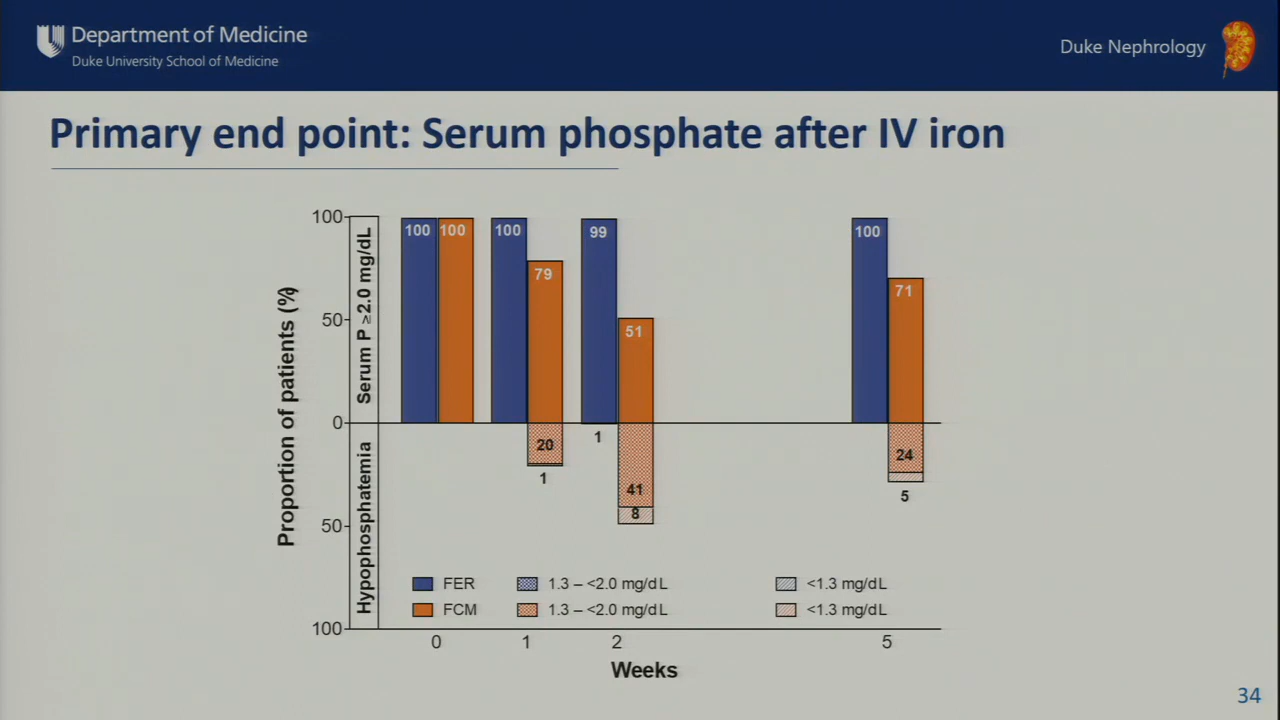 Department of Medicine
Duke University School of Medicine
Duke Nephrology
Primary end point: Serum phosphate after IV iron
Proportion of patients (%)
Serum P ≥2.0 mg/dL
Hypophosphatemia
100
50
0
50
100
100 100
100
79
20
1
99
1
51
41
8
100
71
24
5
FER 1.3 – <2.0 mg/dL <1.3 mg/dL
FCM 1.3 – <2.0 mg/dL <1.3 mg/dL
0 1 2 5
Weeks
34